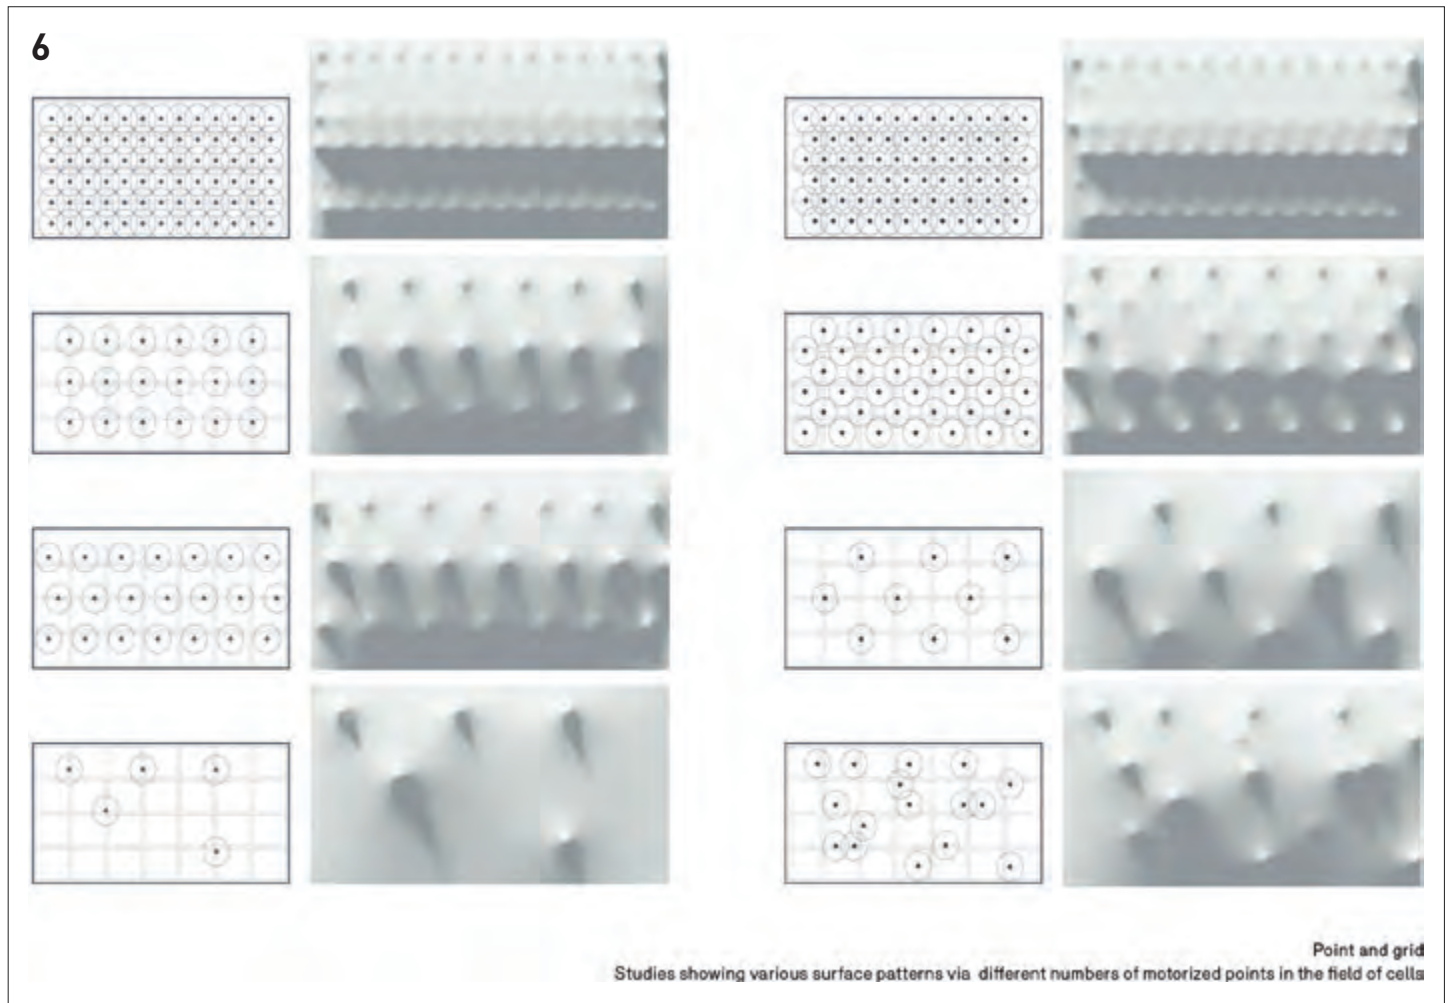 6
Point and grid
Studies showing various surface patterns via different numbers of motorized points in the field of cells